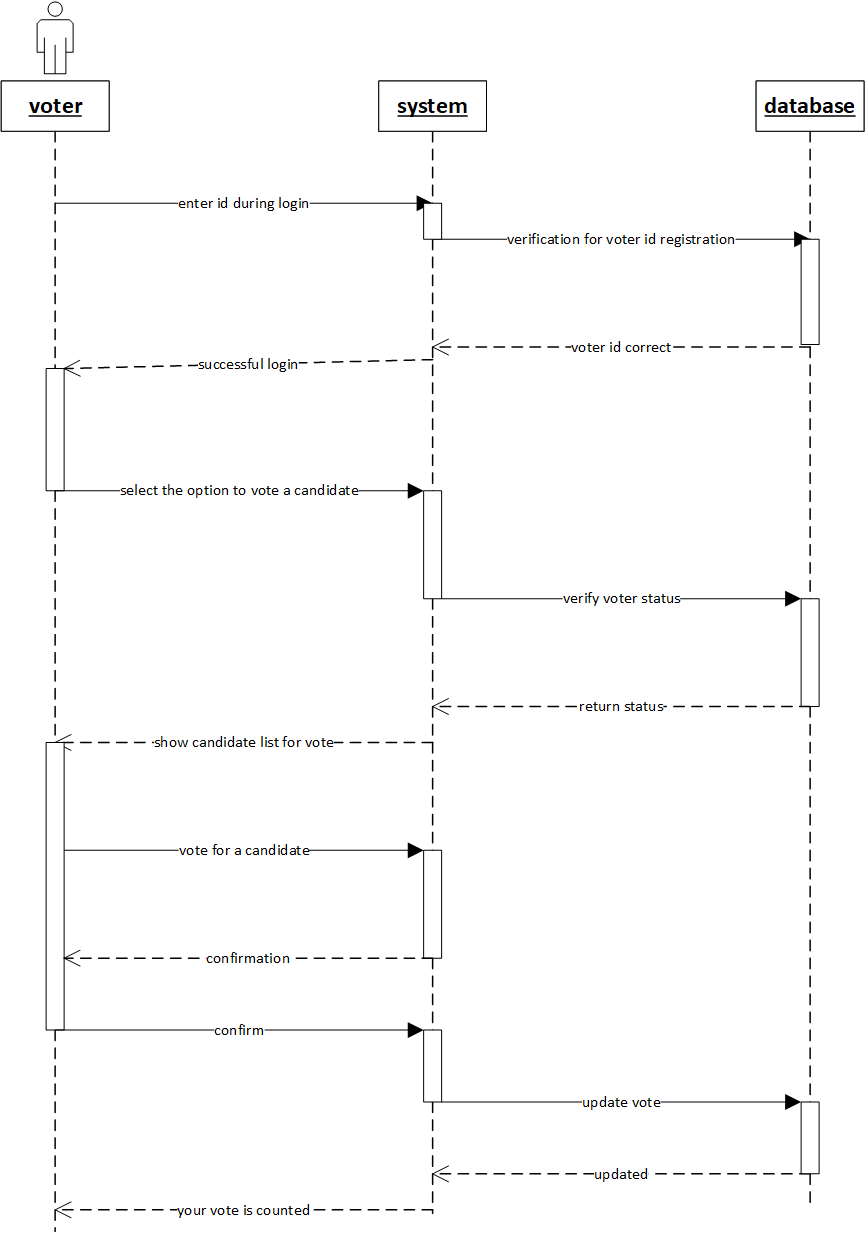 voter
system
database
enter id during login
verification for voter id registration
voter id correct
successful login
select the option to vote a candidate
verify voter status
return status
show candidate list for vote
vote for a candidate
confirmation
confirm
update vote
updated
your vote is counted